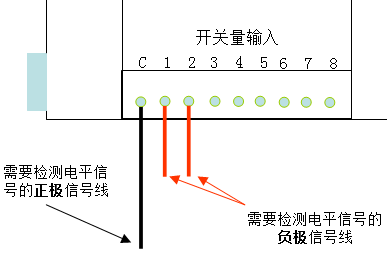 开关量输入
C 1 2 3 4 5 6 7 8
需要检测电平信
号的正极信号线
需要检测电平信号的
负极信号线